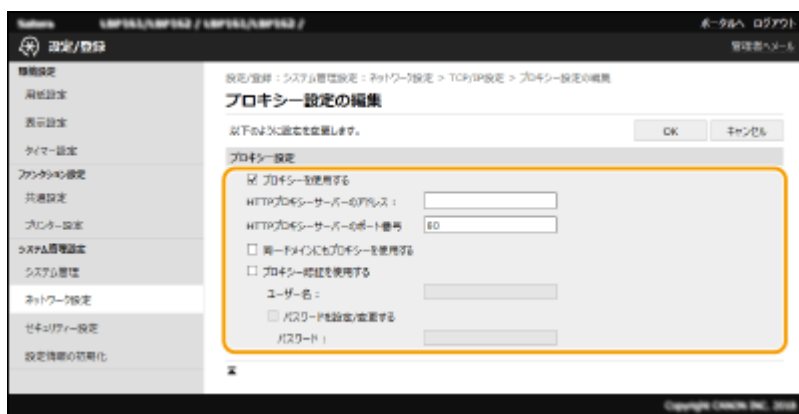 LBP161/LBP162 / LBP161/LBP162 /
ポータルへ ログアウト
設定/登録
管理者へメール
環境設定
用紙設定
表示設定
タイマー設定
ファンクション設定
共通設定
プリンター設定
システム管理設定
システム管理
ネットワーク設定
セキュリティー設定
設定情報の初期化
設定/登録 : システム管理設定 : ネットワーク設定 > TCP/IP設定 > プロキシー設定の編集
プロキシー設定の編集
以下のように設定を変更します。
OK
キャンセル
プロキシー設定
プロキシーを使用する
HTTPプロキシーサーバーのアドレス :
HTTPプロキシーサーバーのポート番号
80
同一ドメインにもプロキシーを使用する
プロキシー認証を使用する
ユーザー名 :
パスワードを設定/変更する
パスワード :
Copyright CANON INC. 2018